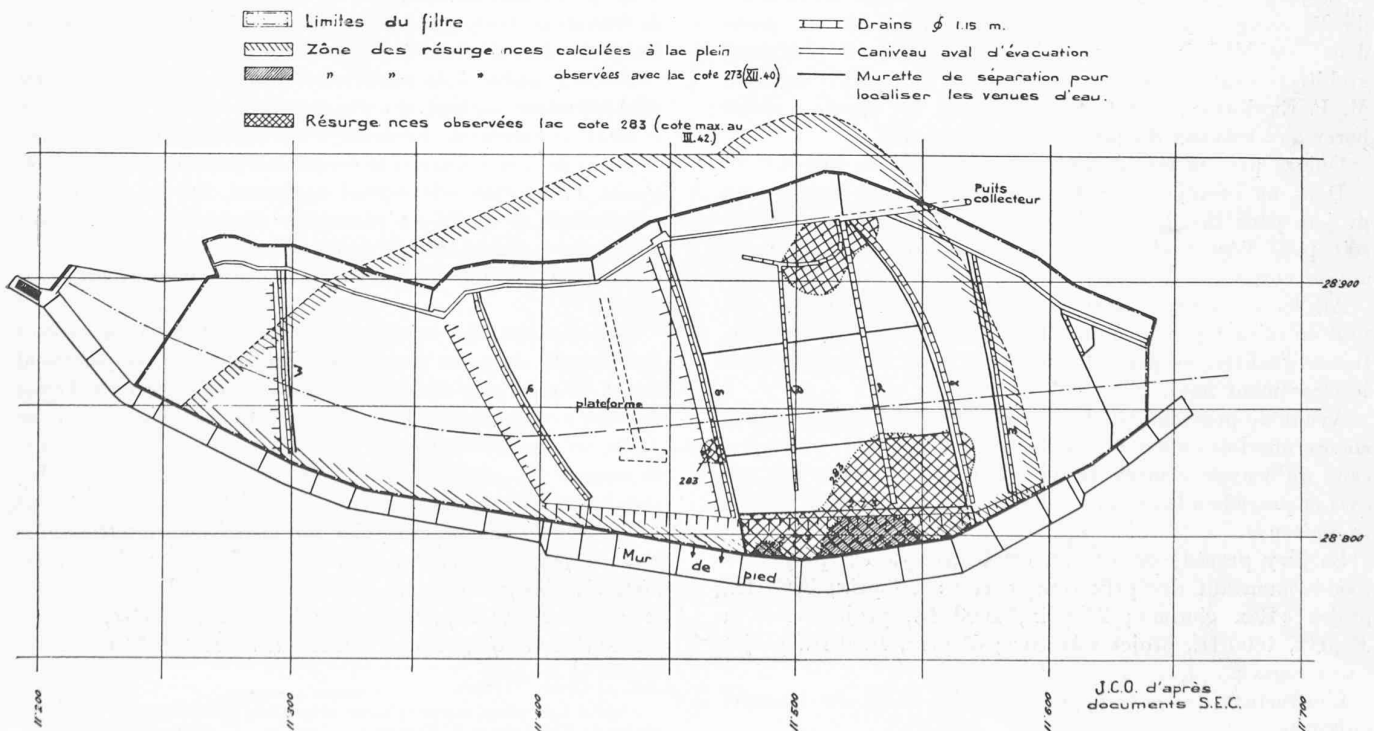 Limites du filtre
Zône des résurgences calculées à lac plein
" " " observées avec lac cote 273 (XII.40)
Résurgences observées lac cote 283 (cote max. au III.42)
Drains ϕ 1.15 m.
Caniveau aval d'évacuation
Murette de séparation pour
localiser les venues d'eau.
Puits
collecteur
28'900
plateforme
283
283
28'800
Mur de pied
11'200
11'300
11'400
11'500
11'600
11'700
J.C.O. d'après
documents S.E.C.